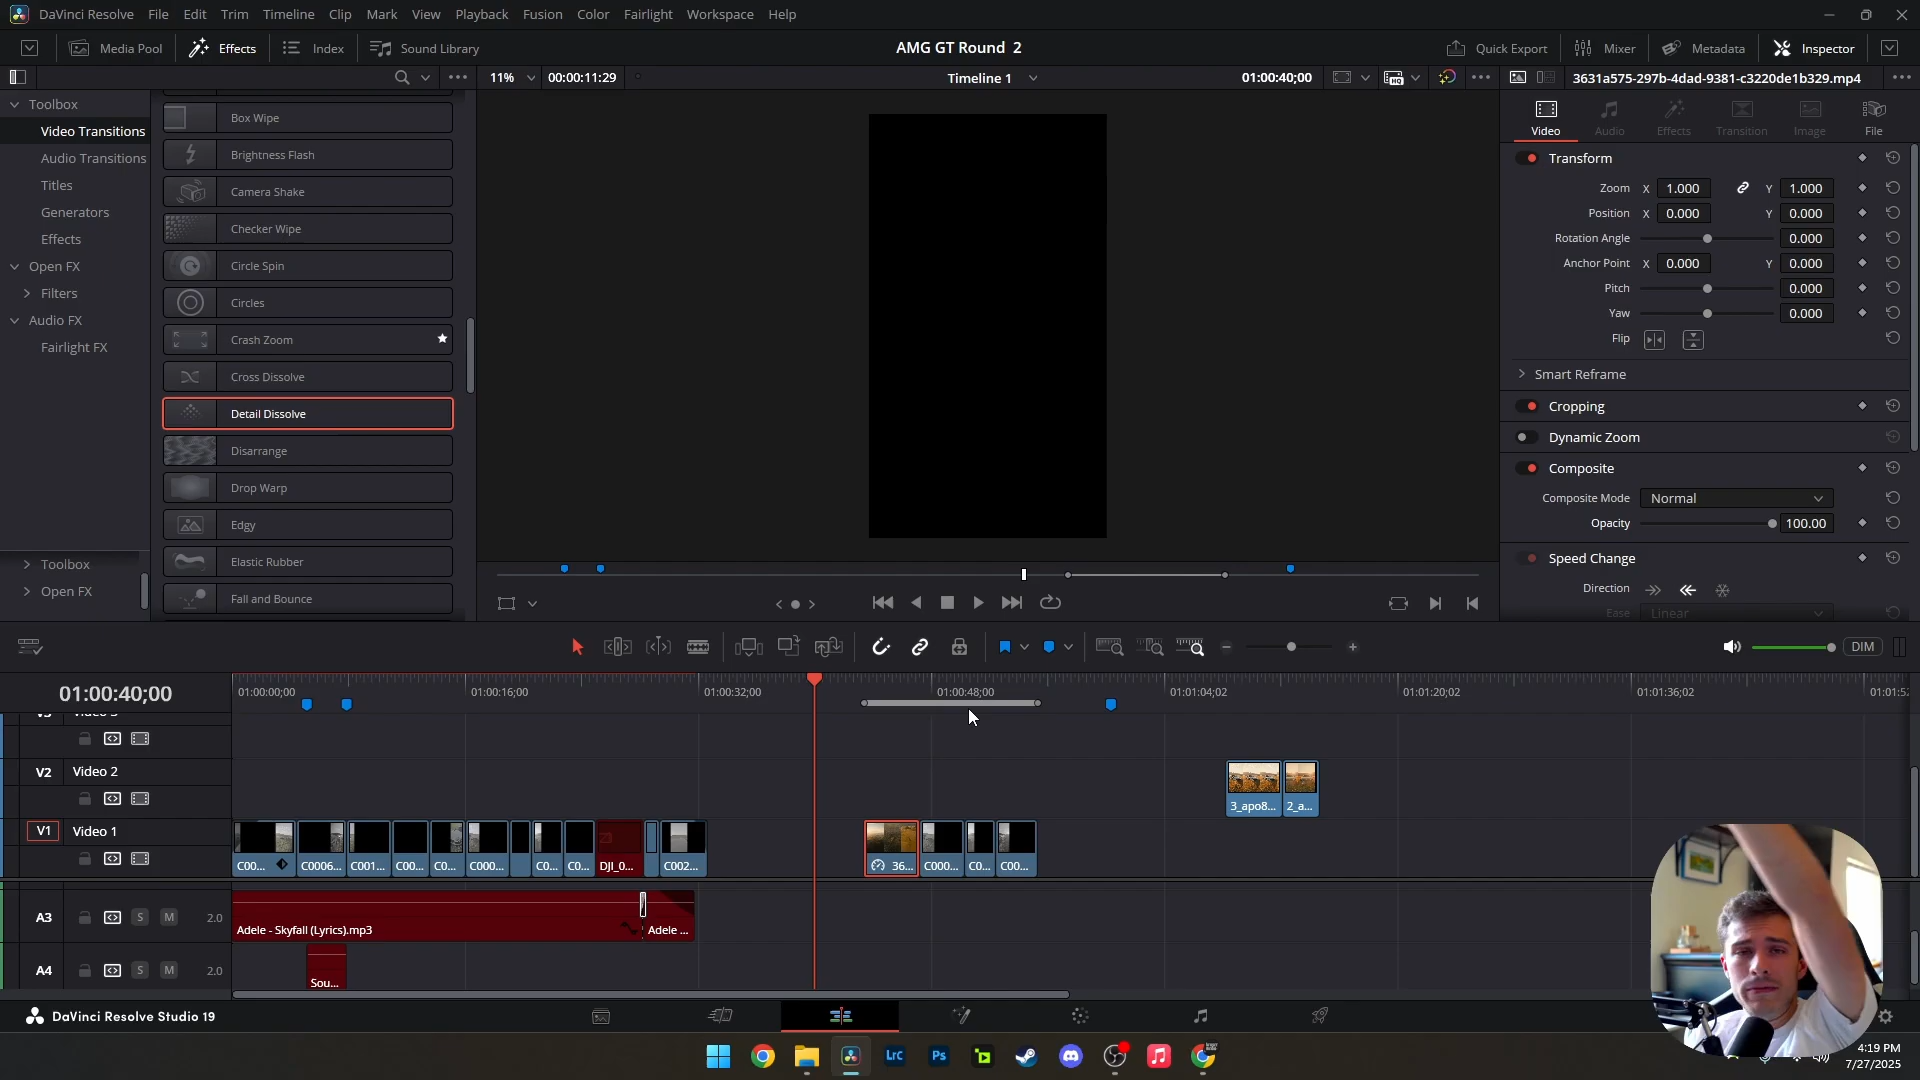 DaVinci Resolve File Edit Trim Timeline Clip Mark View Playback Fusion Color Fairlight Workspace Help
Media Pool Effects Index Sound Library AMG GT Round 2 Quick Export Mixer Metadata Inspector
11% 00:00:11:29 Timeline 1 01:00:40;00 3631a575-297b-4dad-9381-c3220de1b329.mp4
Toolbox
Video Transitions
Audio Transitions
Titles
Generators
Effects
Open FX
Filters
Audio FX
Fairlight FX
Toolbox
Open FX
Box Wipe
Brightness Flash
Camera Shake
Checker Wipe
Circle Spin
Circles
Crash Zoom
Cross Dissolve
Detail Dissolve
Disarrange
Drop Warp
Edgy
Elastic Rubber
Fall and Bounce
Video Audio Effects Transition Image File
Transform
Zoom X 1.000 Y 1.000
Position X 0.000 Y 0.000
Rotation Angle 0.000
Anchor Point X 0.000 Y 0.000
Pitch 0.000
Yaw 0.000
Flip
Smart Reframe
Cropping
Dynamic Zoom
Composite
Composite Mode Normal
Opacity 100.00
Speed Change
Direction
Ease Linear
DIM
01:00:40;00 01:00:00;00 01:00:16;00 01:00:32;00 01:00:48;00 01:01:04;02 01:01:20;02 01:01:36;02 01:01:52
V2 Video 2
3_apo8... 2_a...
V1 Video 1
C00... C0006... C001... C00... C0... C000... C0... C0... DJI_0... C002... 36... C000... C0... C00...
A3 S M 2.0 Adele - Skyfall (Lyrics).mp3 Adele ...
A4 S M 2.0 Sou...
DaVinci Resolve Studio 19
LrC Ps
4:19 PM
7/27/2025